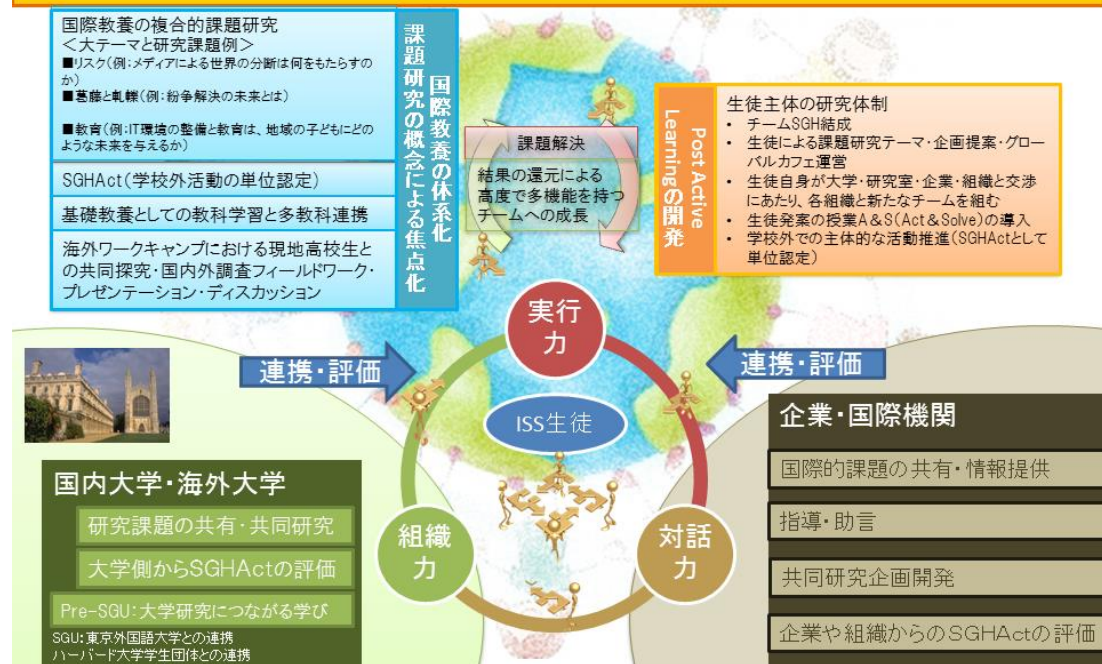 国際教養の複合的課題研究
<大テーマと研究課題例>
■リスク(例:メディアによる世界の分断は何をもたらすの
か)
■葛藤と軋轢(例:紛争解決の未来とは)
■教育(例:IT環境の整備と教育は、地域の子どもにどの
ような未来を与えるか)
SGHAct(学校外活動の単位認定)
基礎教養としての教科学習と多教科連携
海外ワークキャンプにおける現地高校生と
の共同探究・国内外調査フィールドワーク・
プレゼンテーション・ディスカッション
国際教養の体系化
課題研究の概念による焦点化
課題解決
結果の還元による
高度で多機能を持つ
チームへの成長
Post Active
Learningの開発
生徒主体の研究体制
• チームSGH結成
• 生徒による課題研究テーマ・企画提案・グロー
バルカフェ運営
• 生徒自身が大学・研究室・企業・組織と交渉
にあたり、各組織と新たなチームを組む
• 生徒発案の授業A&S(Act&Solve)の導入
• 学校外での主体的な活動推進(SGHActとして
単位認定)
実行
力
連携・評価
連携・評価
ISS生徒
組織
力
対話
力
国内大学・海外大学
研究課題の共有・共同研究
大学側からSGHActの評価
Pre-SGU:大学研究につながる学び
SGU:東京外国語大学との連携
ハーバード大学学生団体との連携
企業・国際機関
国際的課題の共有・情報提供
指導・助言
共同研究企画開発
企業や組織からのSGHActの評価